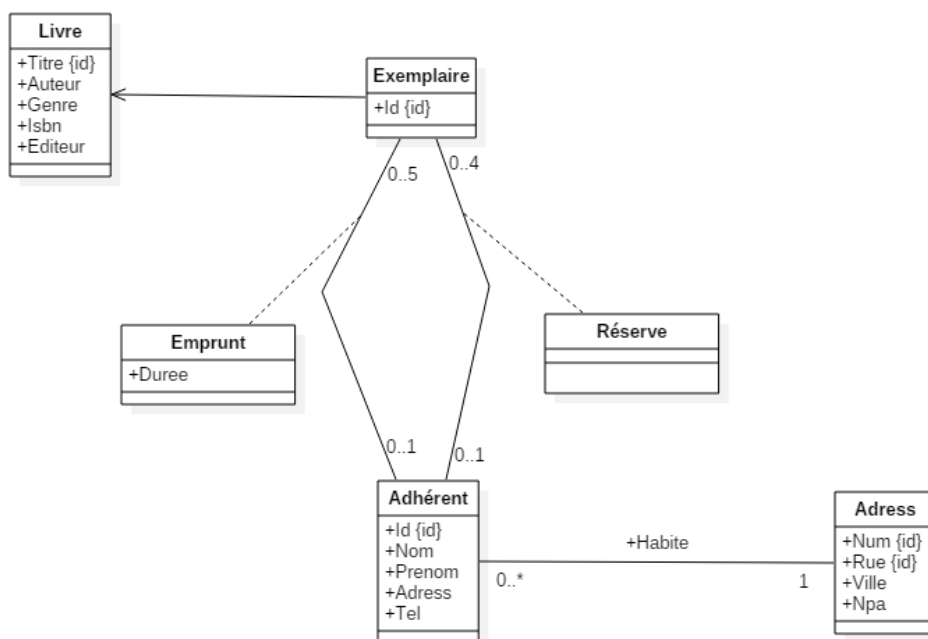 Livre
+Titre {id}
+Auteur
+Genre
+Isbn
+Editeur
Exemplaire
+Id {id}
0..5
0..4
Emprunt
+Duree
Réserve
0..1
0..1
Adhérent
+Id {id}
+Nom
+Prenom
+Adress
+Tel
+Habite
0..*
1
Adress
+Num {id}
+Rue {id}
+Ville
+Npa